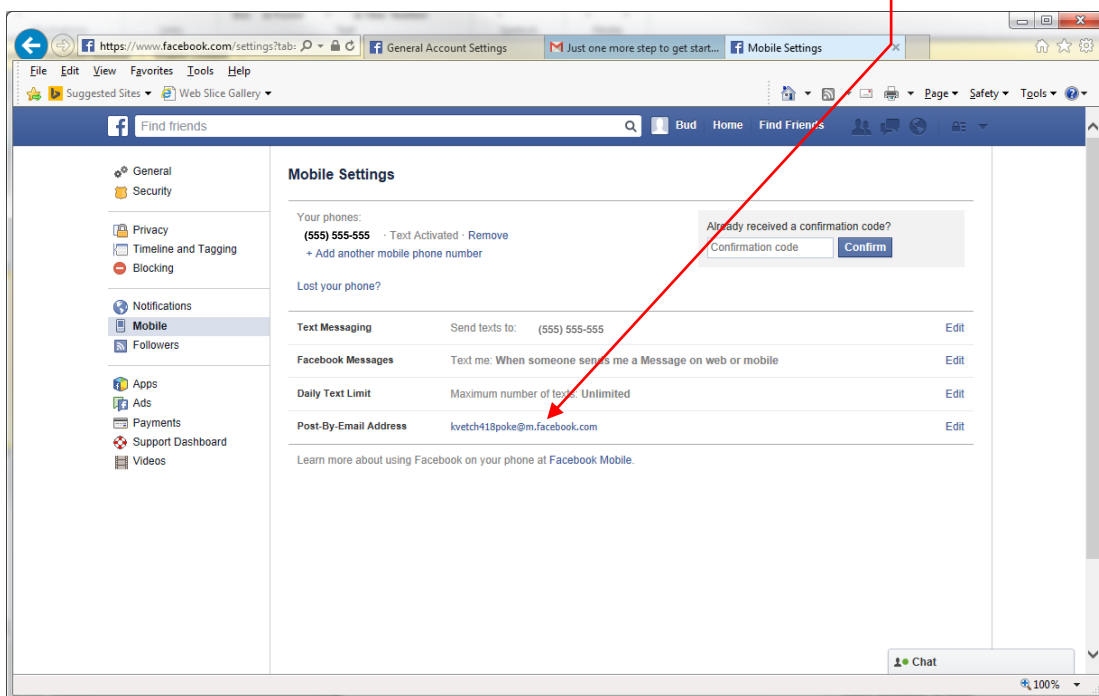 https://www.facebook.com/settings?tab:
General Account Settings
Just one more step to get start...
Mobile Settings
File Edit View Favorites Tools Help
Suggested Sites Web Slice Gallery
Page Safety Tools
f Find friends
Bud Home Find Friends
General
Security
Privacy
Timeline and Tagging
Blocking
Notifications
Mobile
Followers
Apps
Ads
Payments
Support Dashboard
Videos
Mobile Settings
Your phones:
(555) 555-555 · Text Activated · Remove
+ Add another mobile phone number
Lost your phone?
Already received a confirmation code?
Confirmation code Confirm
Text Messaging Send texts to: (555) 555-555 Edit
Facebook Messages Text me: When someone sends me a Message on web or mobile Edit
Daily Text Limit Maximum number of texts: Unlimited Edit
Post-By-Email Address kvetch418poke@m.facebook.com Edit
Learn more about using Facebook on your phone at Facebook Mobile.
Chat
100%